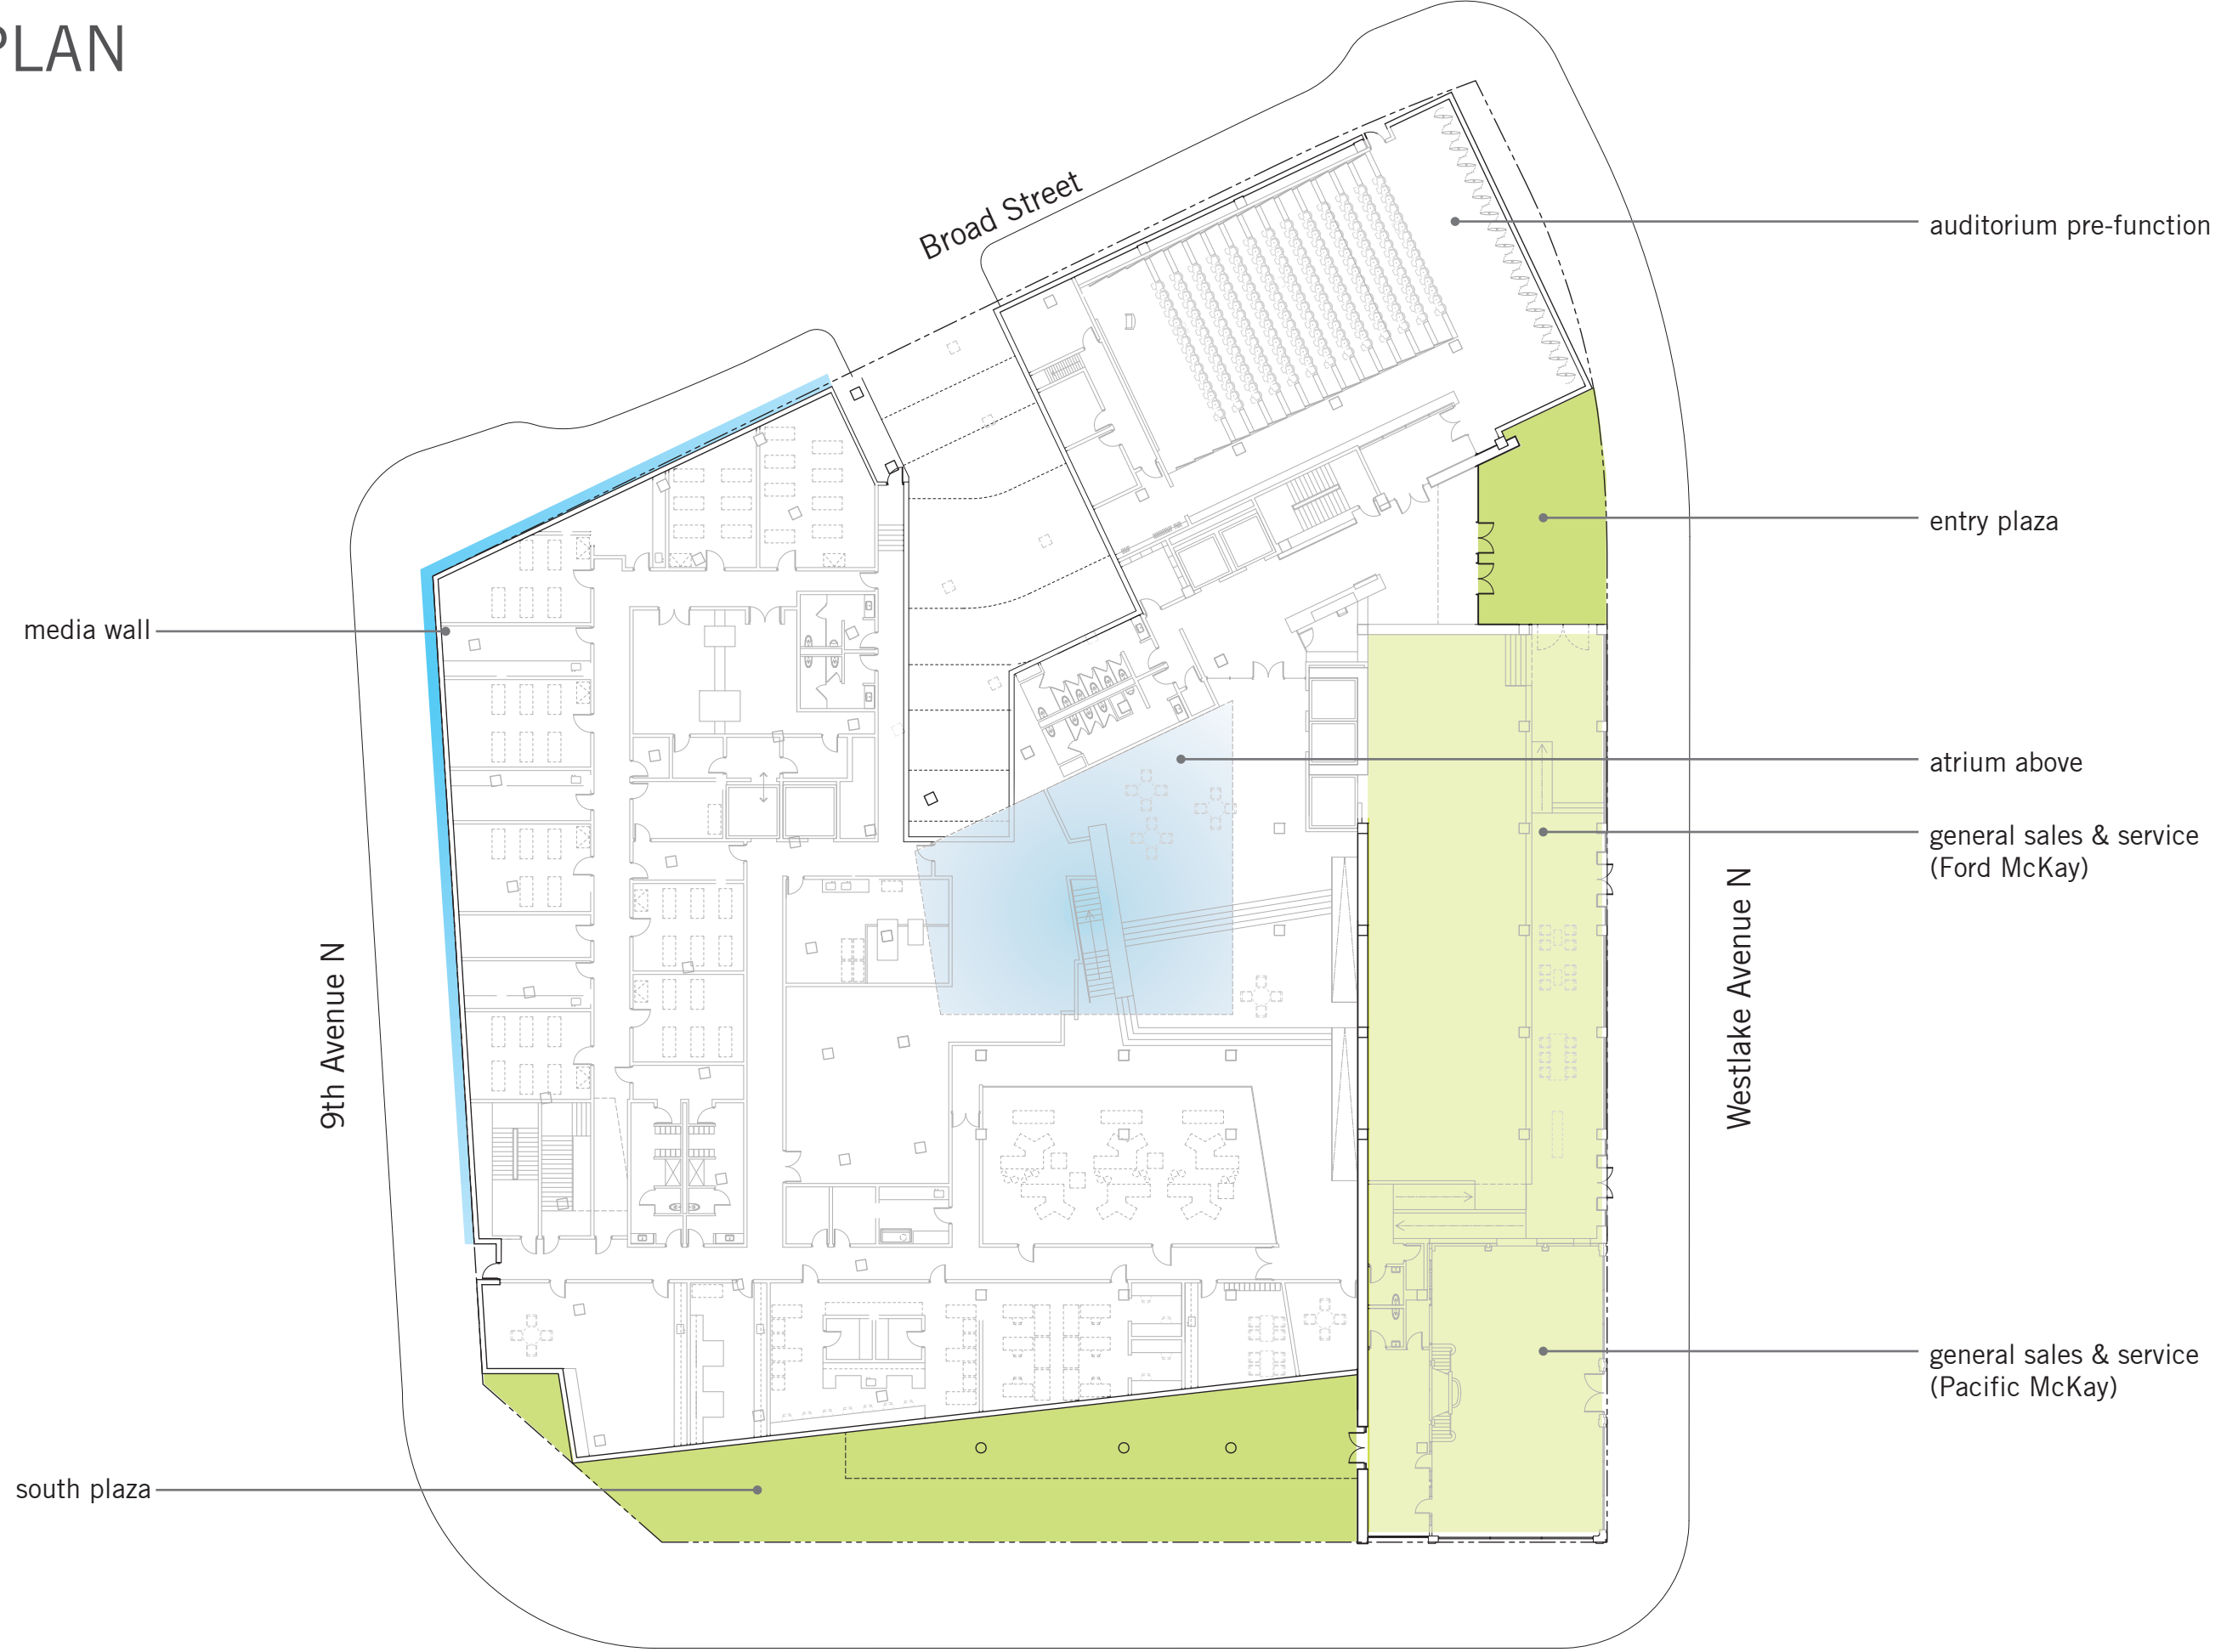 PLAN
Broad Street
auditorium pre-function
entry plaza
media wall
atrium above
general sales & service
(Ford McKay)
9th Avenue N
Westlake Avenue N
general sales & service
(Pacific McKay)
south plaza